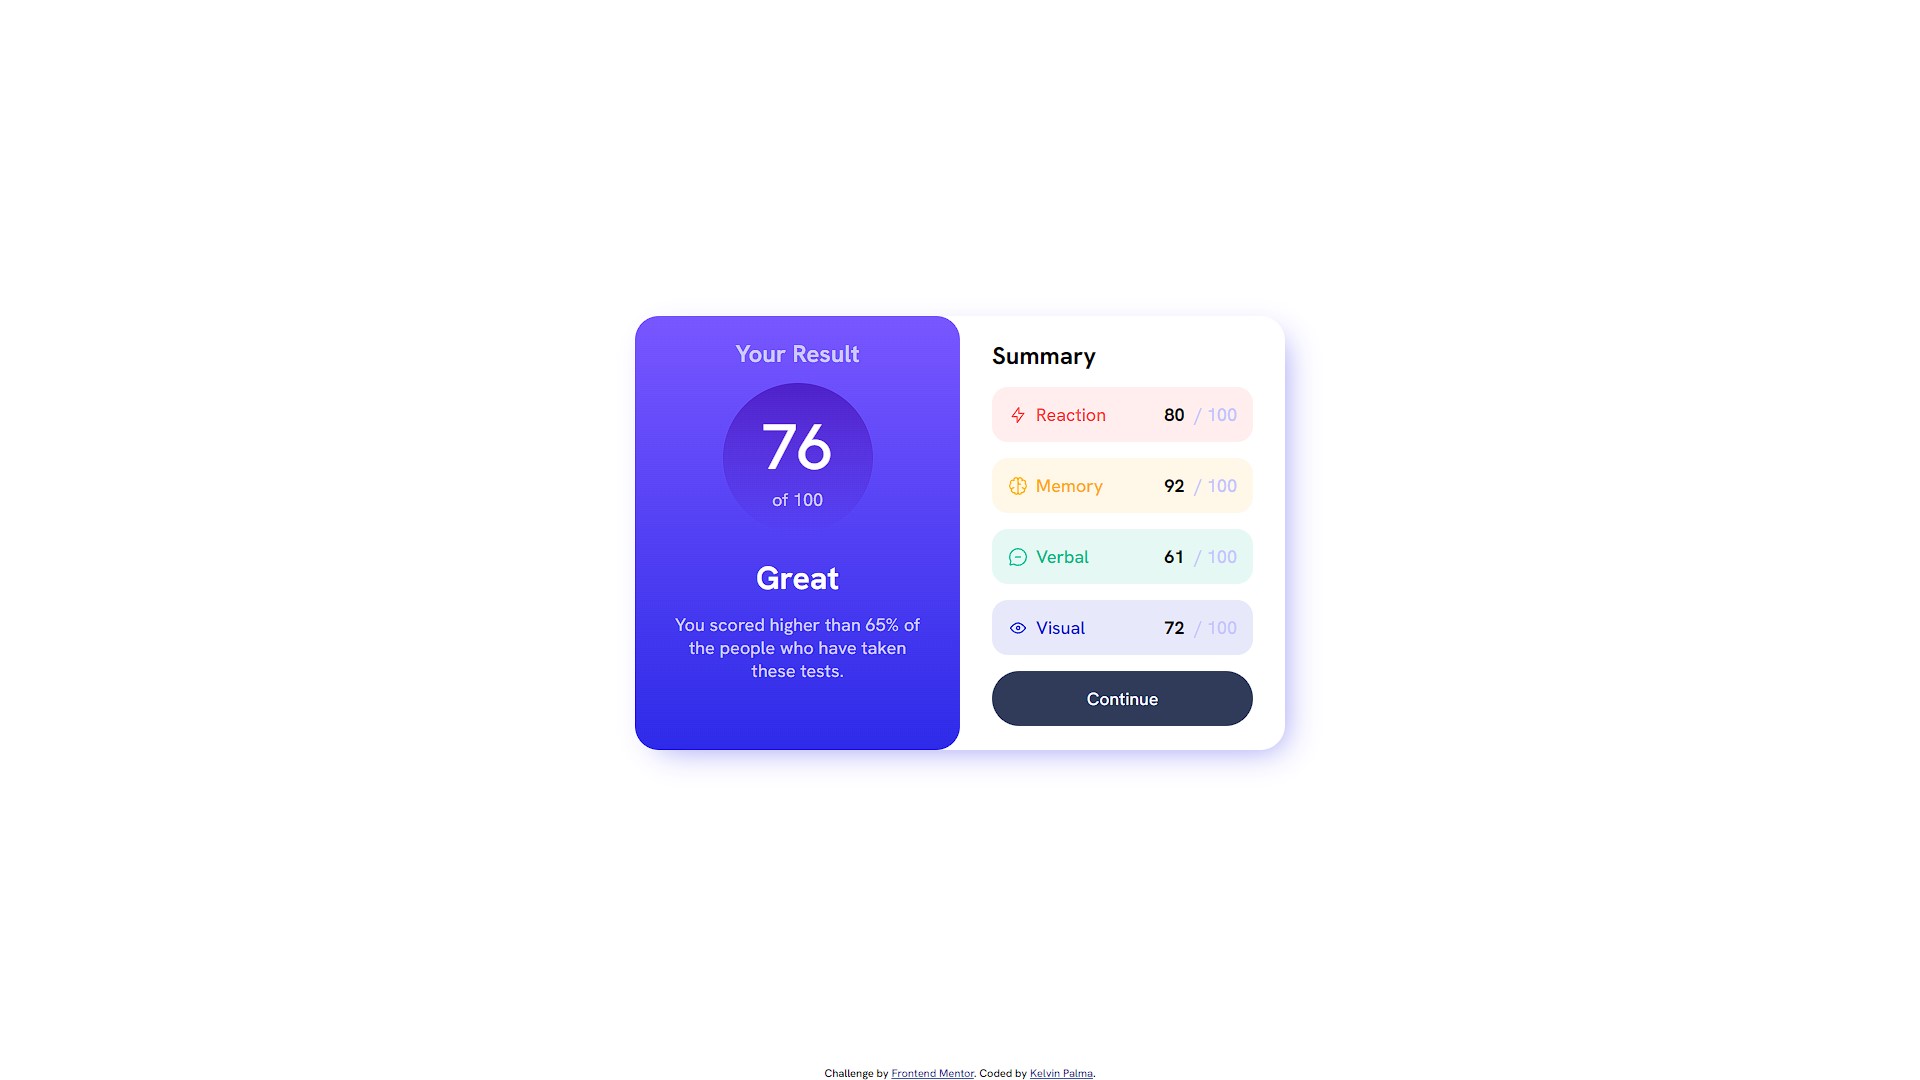 Your Result
76
of 100
Great
You scored higher than 65% of
the people who have taken
these tests.
Summary
Reaction 80 / 100
Memory 92 / 100
Verbal 61 / 100
Visual 72 / 100
Continue
Challenge by Frontend Mentor. Coded by Kelvin Palma.